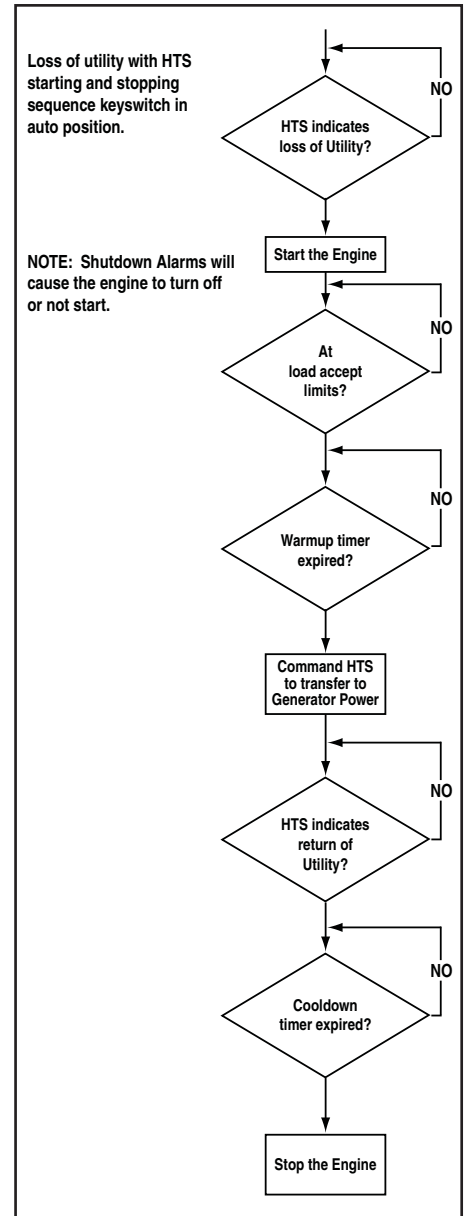 Loss of utility with HTS
starting and stopping
sequence keyswitch in
auto position.
NO
HTS indicates
loss of Utility?
Start the Engine
NOTE: Shutdown Alarms will
cause the engine to turn off
or not start.
NO
At
load accept
limits?
NO
Warmup timer
expired?
Command HTS
to transfer to
Generator Power
NO
HTS indicates
return of
Utility?
NO
Cooldown
timer expired?
Stop the Engine